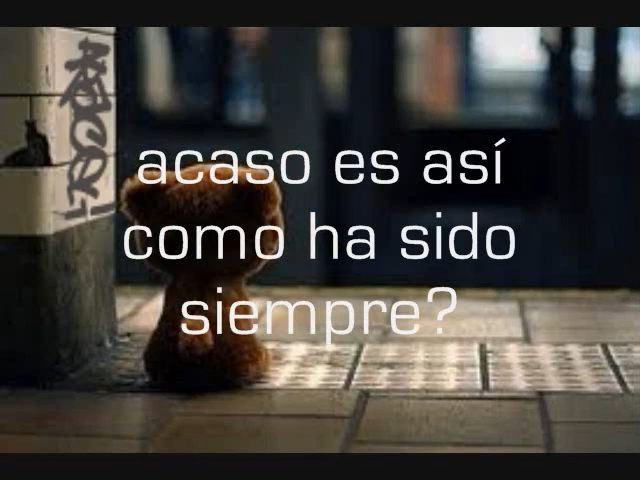 acaso es así
como ha sido
siempre?